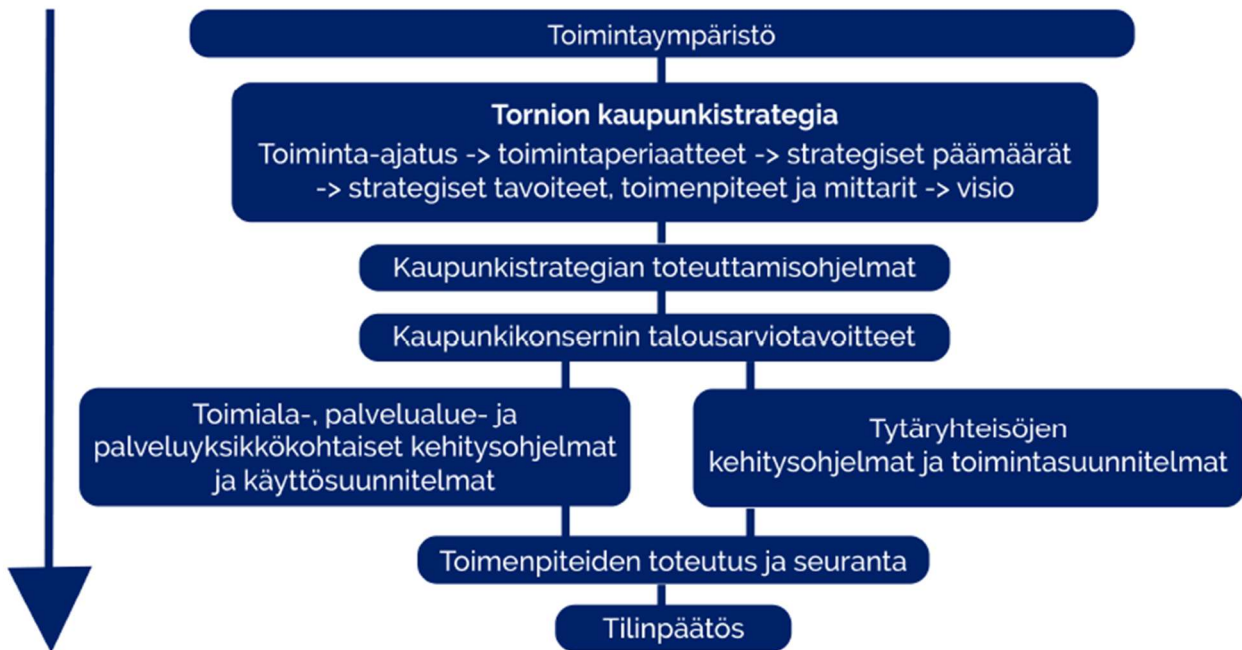 Toimintaympäristö
Tornion kaupunkistrategia
Toiminta-ajatus -> toimintaperiaatteet -> strategiset päämäärät
-> strategiset tavoiteet, toimenpiteet ja mittarit -> visio
Kaupunkistrategian toteuttamisohjelmat
Kaupunkikonsernin talousarviotavoitteet
Toimiala-, palvelualue- ja
palveluyksikkökohtaiset kehitysohjelmat
ja käyttösuunnitelmat
Tytäryhteisöjen
kehitysohjelmat ja toimintasuunnitelmat
Toimenpiteiden toteutus ja seuranta
Tilinpäätös